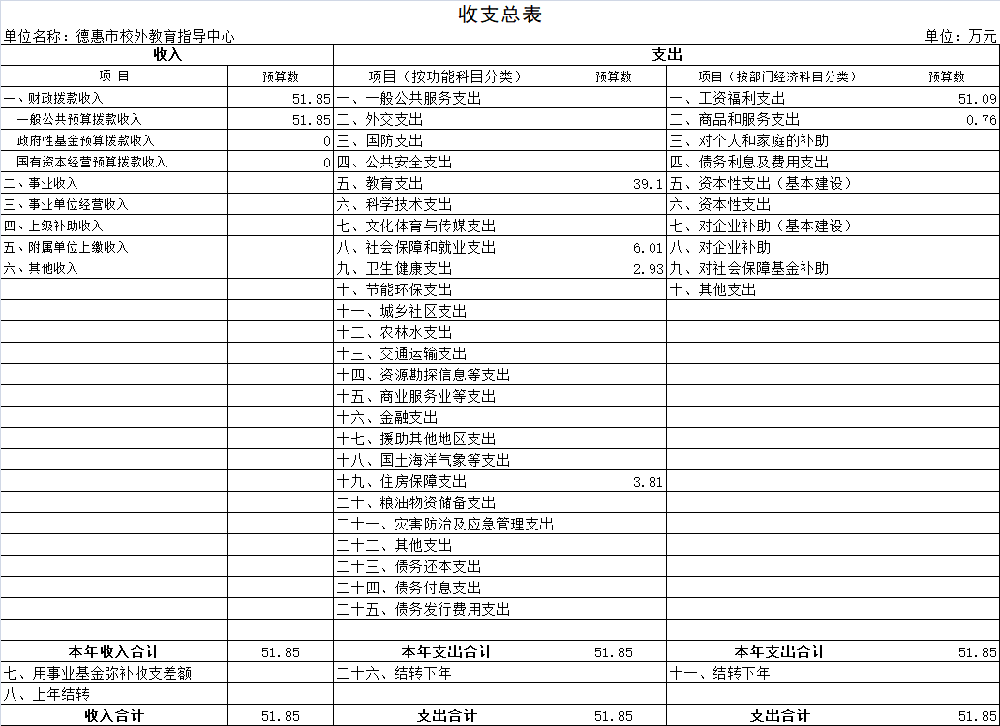 收支总表
单位名称：德惠市校外教育指导中心 单位：万元
收入 支出
项 目 预算数 项目（按功能科目分类） 预算数 项目（按部门经济科目分类） 预算数
一、财政拨款收入 51.85 一、一般公共服务支出 一、工资福利支出 51.09
一般公共预算拨款收入 51.85 二、外交支出 二、商品和服务支出 0.76
政府性基金预算拨款收入 0 三、国防支出 三、对个人和家庭的补助
国有资本经营预算拨款收入 0 四、公共安全支出 四、债务利息及费用支出
二、事业收入 五、教育支出 39.1 五、资本性支出（基本建设）
三、事业单位经营收入 六、科学技术支出 六、资本性支出
四、上级补助收入 七、文化体育与传媒支出 七、对企业补助（基本建设）
五、附属单位上缴收入 八、社会保障和就业支出 6.01 八、对企业补助
六、其他收入 九、卫生健康支出 2.93 九、对社会保障基金补助
十、节能环保支出 十、其他支出
十一、城乡社区支出
十二、农林水支出
十三、交通运输支出
十四、资源勘探信息等支出
十五、商业服务业等支出
十六、金融支出
十七、援助其他地区支出
十八、国土海洋气象等支出
十九、住房保障支出 3.81
二十、粮油物资储备支出
二十一、灾害防治及应急管理支出
二十二、其他支出
二十三、债务还本支出
二十四、债务付息支出
二十五、债务发行费用支出
本年收入合计 51.85 本年支出合计 51.85 本年支出合计 51.85
七、用事业基金弥补收支差额 二十六、结转下年 十一、结转下年
八、上年结转
收入合计 51.85 支出合计 51.85 支出合计 51.85